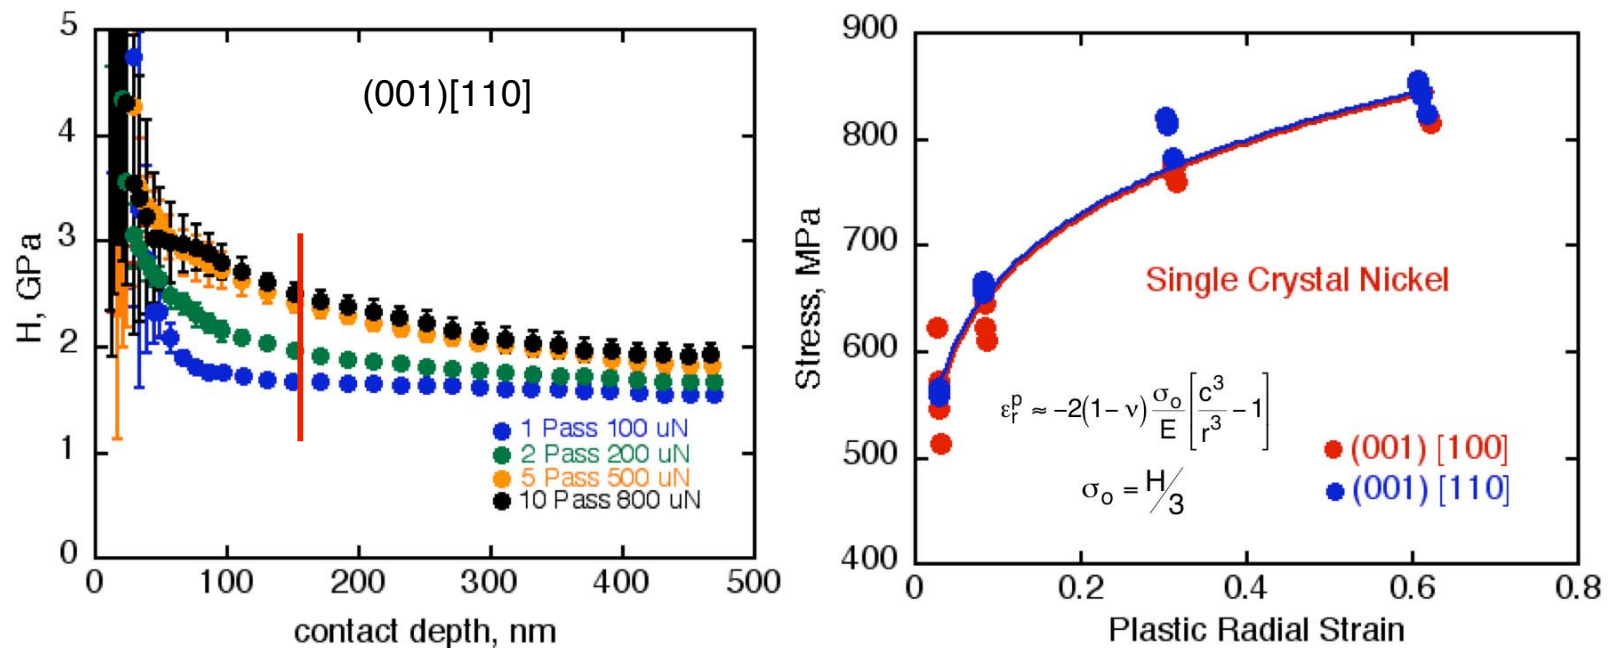 (001)[110]
H, GPa
5
4
3
2
1
0
0 100 200 300 400 500
contact depth, nm
1 Pass 100 uN
2 Pass 200 uN
5 Pass 500 uN
10 Pass 800 uN
Stress, MPa
900
800
700
600
500
400
0 0.2 0.4 0.6 0.8
Plastic Radial Strain
Single Crystal Nickel
εᵣᵖ ≈ -2(1- ν) σₒ/E [c³/r³ - 1]
σₒ = H/3
(001) [100]
(001) [110]